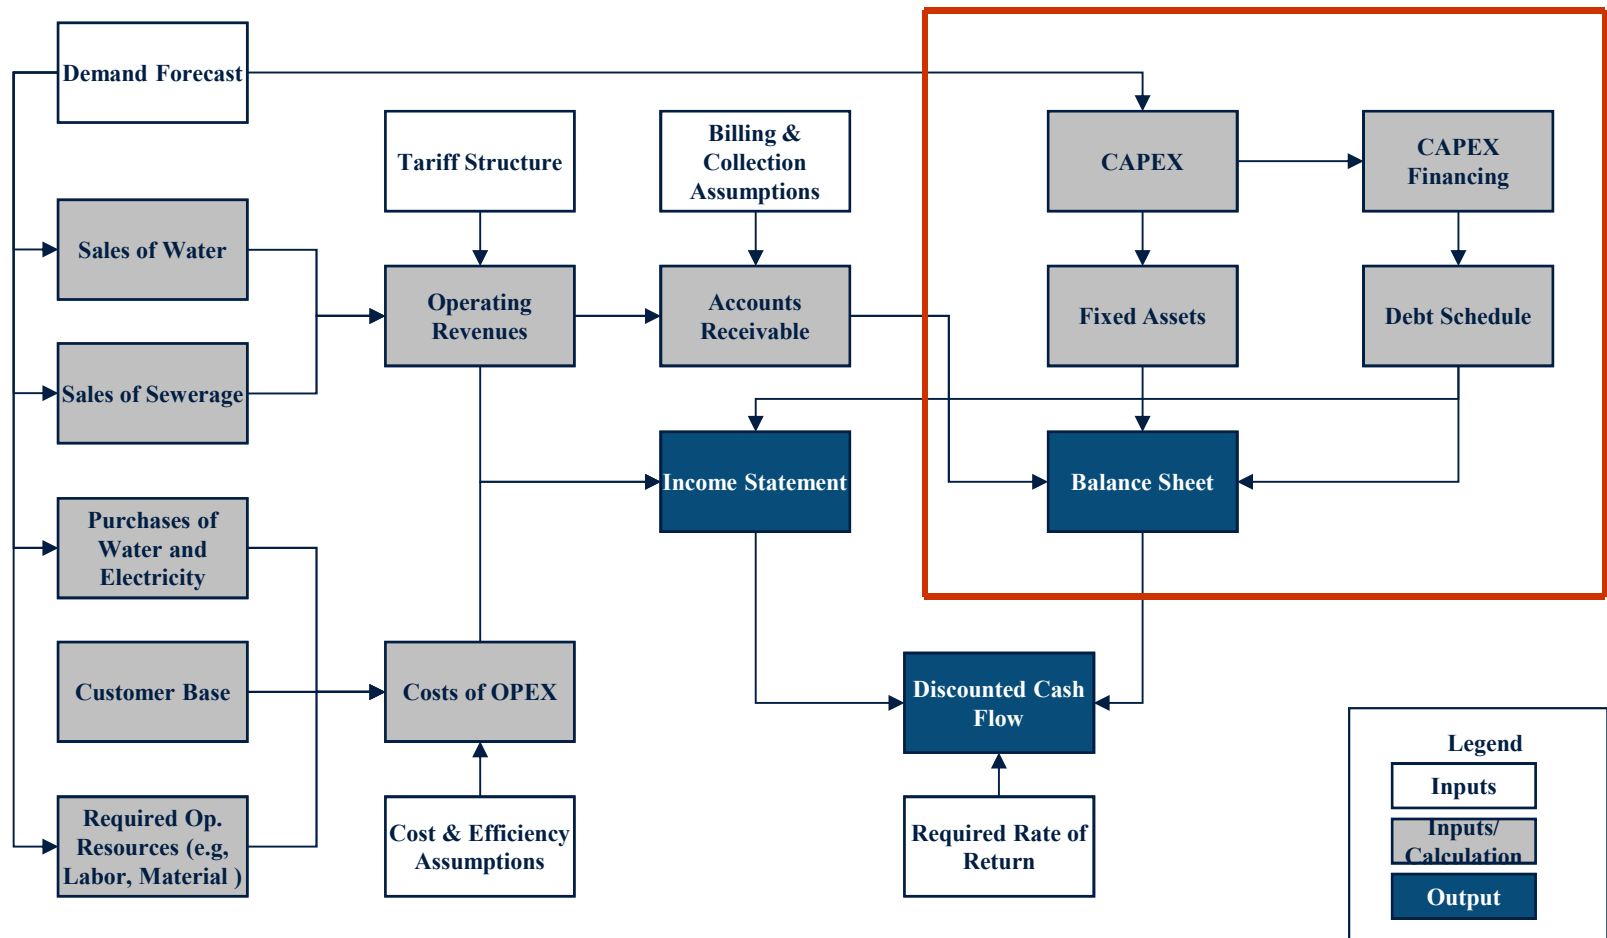 Demand Forecast
Tariff Structure
Billing &
Collection
Assumptions
CAPEX
CAPEX
Financing
Sales of Water
Operating
Revenues
Accounts
Receivable
Fixed Assets
Debt Schedule
Sales of Sewerage
Income Statement
Balance Sheet
Purchases of
Water and
Electricity
Customer Base
Costs of OPEX
Discounted Cash
Flow
Required Op.
Resources (e.g,
Labor, Material )
Cost & Efficiency
Assumptions
Required Rate of
Return
Legend
Inputs
Inputs/
Calculation
Output